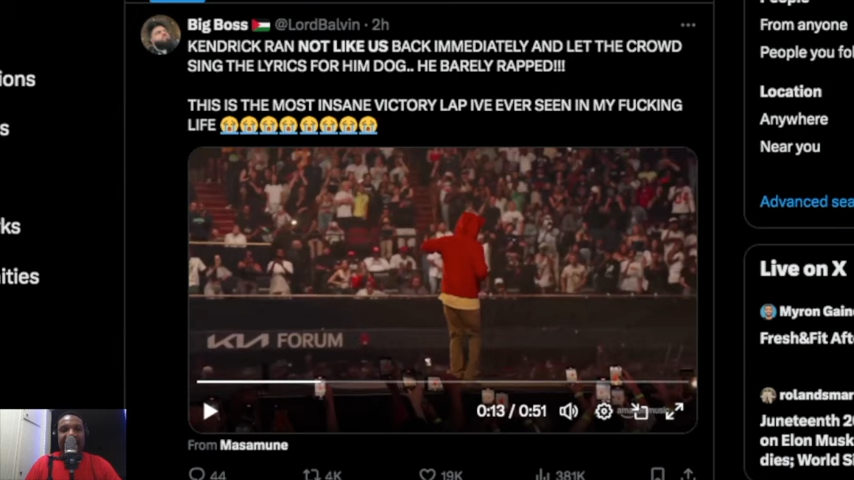 Big Boss @LordBalvin · 2h
KENDRICK RAN NOT LIKE US BACK IMMEDIATELY AND LET THE CROWD
SING THE LYRICS FOR HIM DOG.. HE BARELY RAPPED!!!
THIS IS THE MOST INSANE VICTORY LAP IVE EVER SEEN IN MY FUCKING
LIFE 😭😭😭😭😭😭😭😭
KIA FORUM
0:13 / 0:51
music
From Masamune
44 4K 19K 381K
ions
s
rks
ities
People
From anyone
People you fol
Location
Anywhere
Near you
Advanced sea
Live on X
Myron Gain
Fresh&Fit Aft
rolandsmar
Juneteenth 2
on Elon Musk
dies; World S